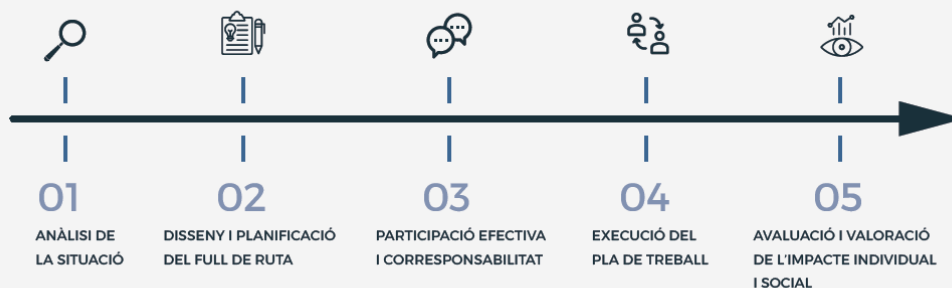 01
ANÀLISI DE
LA SITUACIÓ
02
DISSENY I PLANIFICACIÓ
DEL FULL DE RUTA
03
PARTICIPACIÓ EFECTIVA
I CORRESPONSABILITAT
04
EXECUCIÓ DEL
PLA DE TREBALL
05
AVALUACIÓ I VALORACIÓ
DE L'IMPACTE INDIVIDUAL
I SOCIAL